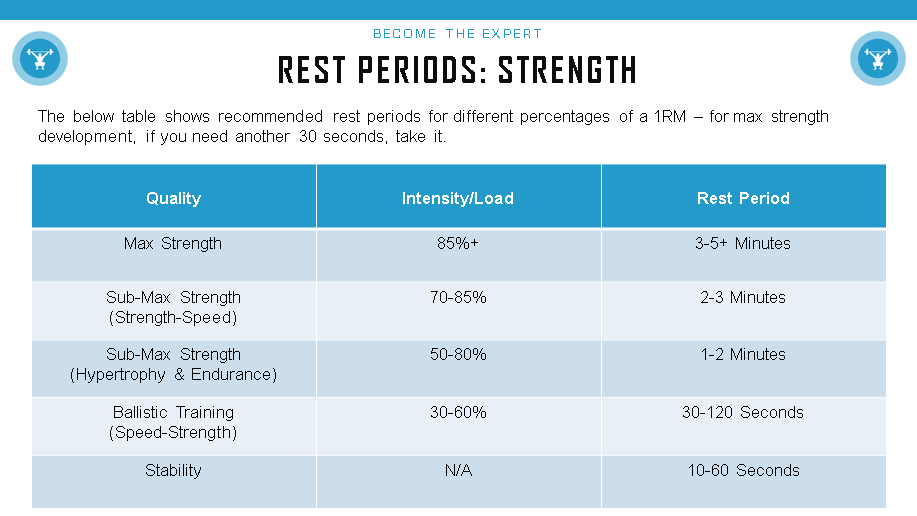 BECOME THE EXPERT
REST PERIODS: STRENGTH
The below table shows recommended rest periods for different percentages of a 1RM – for max strength
development, if you need another 30 seconds, take it.
Quality Intensity/Load Rest Period
Max Strength 85%+ 3-5+ Minutes
Sub-Max Strength 70-85% 2-3 Minutes
(Strength-Speed)
Sub-Max Strength 50-80% 1-2 Minutes
(Hypertrophy & Endurance)
Ballistic Training 30-60% 30-120 Seconds
(Speed-Strength)
Stability N/A 10-60 Seconds